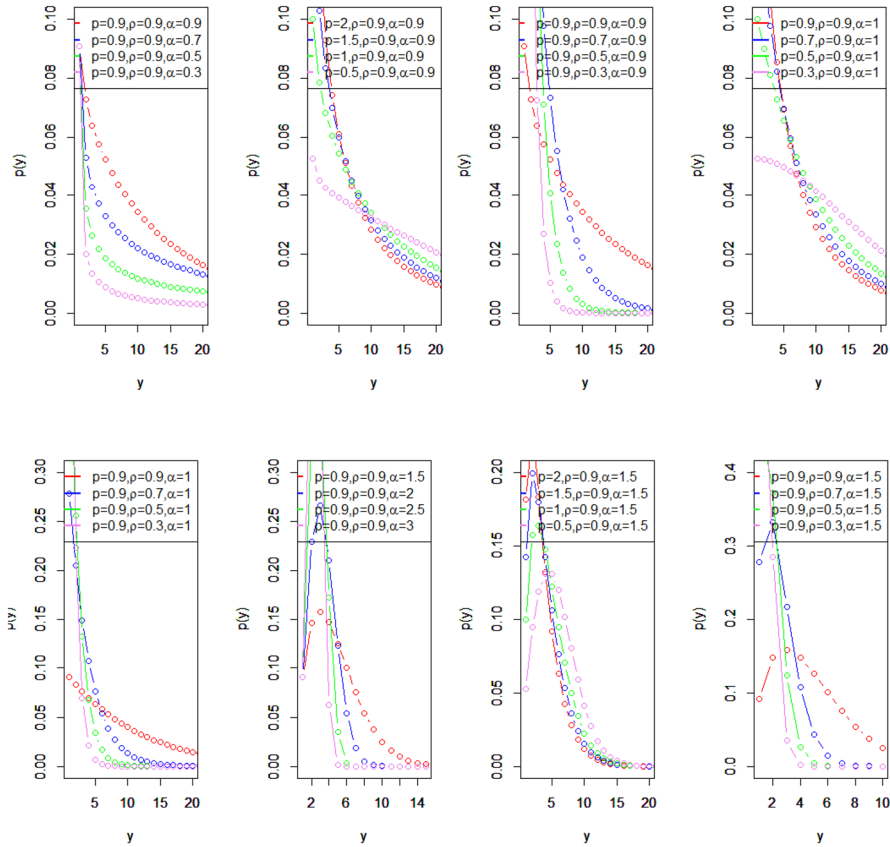 p=0.9,ρ=0.9,α=0.9
p=0.9,ρ=0.9,α=0.7
p=0.9,ρ=0.9,α=0.5
p=0.9,ρ=0.9,α=0.3
0.00 0.02 0.04 0.06 0.08 0.10
p(y)
5 10 15 20
y
p=2,ρ=0.9,α=0.9
p=1.5,ρ=0.9,α=0.9
p=1,ρ=0.9,α=0.9
p=0.5,ρ=0.9,α=0.9
0.00 0.02 0.04 0.06 0.08 0.10
p(y)
5 10 15 20
y
p=0.9,ρ=0.9,α=0.9
p=0.9,ρ=0.7,α=0.9
p=0.9,ρ=0.5,α=0.9
p=0.9,ρ=0.3,α=0.9
0.00 0.02 0.04 0.06 0.08 0.10
p(y)
5 10 15 20
y
p=0.9,ρ=0.9,α=1
p=0.7,ρ=0.9,α=1
p=0.5,ρ=0.9,α=1
p=0.3,ρ=0.9,α=1
0.00 0.02 0.04 0.06 0.08 0.10
p(y)
5 10 15 20
y
p=0.9,ρ=0.9,α=1
p=0.9,ρ=0.7,α=1
p=0.9,ρ=0.5,α=1
p=0.9,ρ=0.3,α=1
0.00 0.05 0.10 0.15 0.20 0.25 0.30
p(y)
5 10 15 20
y
p=0.9,ρ=0.9,α=1.5
p=0.9,ρ=0.9,α=2
p=0.9,ρ=0.9,α=2.5
p=0.9,ρ=0.9,α=3
0.00 0.05 0.10 0.15 0.20 0.25 0.30
p(y)
2 6 10 14
y
p=2,ρ=0.9,α=1.5
p=1.5,ρ=0.9,α=1.5
p=1,ρ=0.9,α=1.5
p=0.5,ρ=0.9,α=1.5
0.00 0.05 0.10 0.15 0.20
p(y)
5 10 15 20
y
p=0.9,ρ=0.9,α=1.5
p=0.9,ρ=0.7,α=1.5
p=0.9,ρ=0.5,α=1.5
p=0.9,ρ=0.3,α=1.5
0.0 0.1 0.2 0.3 0.4
p(y)
2 4 6 8 10
y